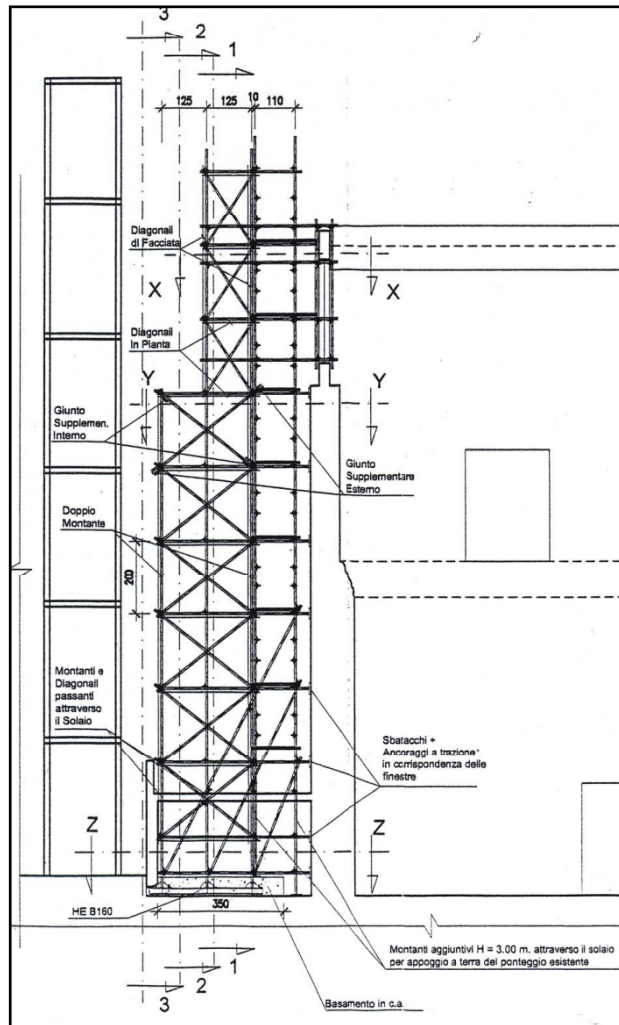 3
2
1
125
125
10
110
Diagonali
di Facciata
X
X
Diagonali
in Pianta
Y
Y
Giunto
Supplemen.
Interno
Giunto
Supplementare
Esterno
Doppio
Montante
200
Montanti e
Diagonali
passanti
attraverso
il Solaio
Sbatacchi +
Ancoraggi a trazione
in corrispondenza delle
finestre
Z
Z
HE B160
350
Montanti aggiuntivi H = 3.00 m. attraverso il solaio
per appoggio a terra del ponteggio esistente
1
2
3
Basamento in c.a.